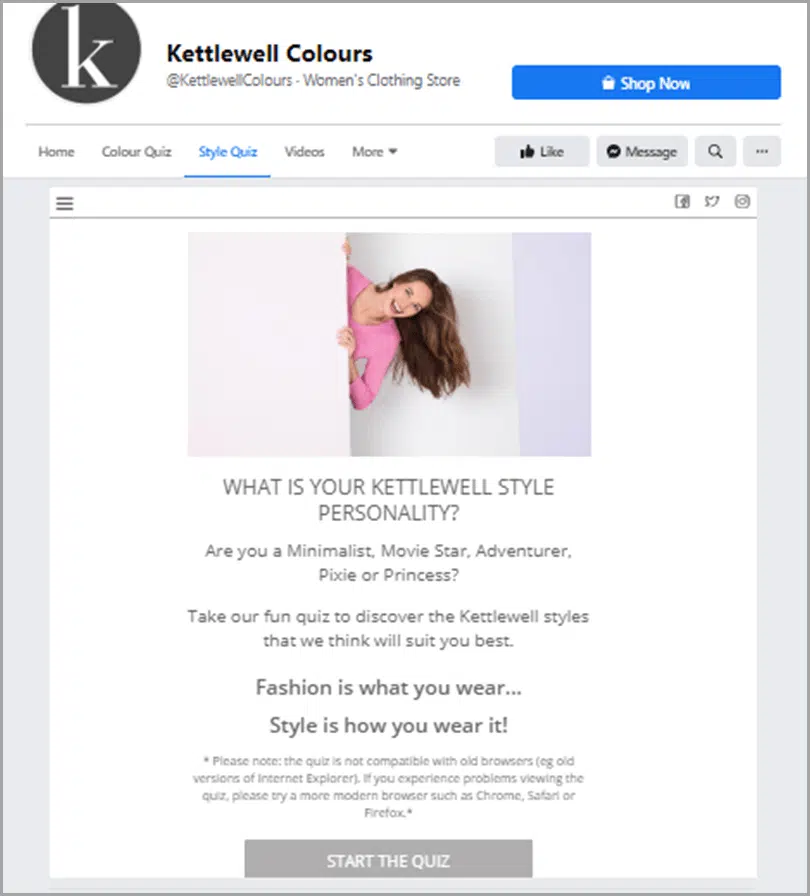 k
Kettlewell Colours
@KettlewellColours - Women's Clothing Store
Shop Now
Home Colour Quiz Style Quiz Videos More
Like Message
WHAT IS YOUR KETTLEWELL STYLE
PERSONALITY?
Are you a Minimalist, Movie Star, Adventurer,
Pixie or Princess?
Take our fun quiz to discover the Kettlewell styles
that we think will suit you best.
Fashion is what you wear...
Style is how you wear it!
* Please note: the quiz is not compatible with old browsers (eg old
versions of Internet Explorer). If you experience problems viewing the
quiz, please try a more modern browser such as Chrome, Safari or
Firefox.*
START THE QUIZ